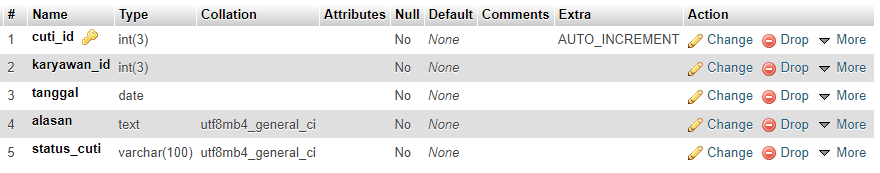 # Name Type Collation Attributes Null Default Comments Extra Action
1 cuti_id int(3) No None AUTO_INCREMENT Change Drop More
2 karyawan_id int(3) No None Change Drop More
3 tanggal date No None Change Drop More
4 alasan text utf8mb4_general_ci No None Change Drop More
5 status_cuti varchar(100) utf8mb4_general_ci No None Change Drop More